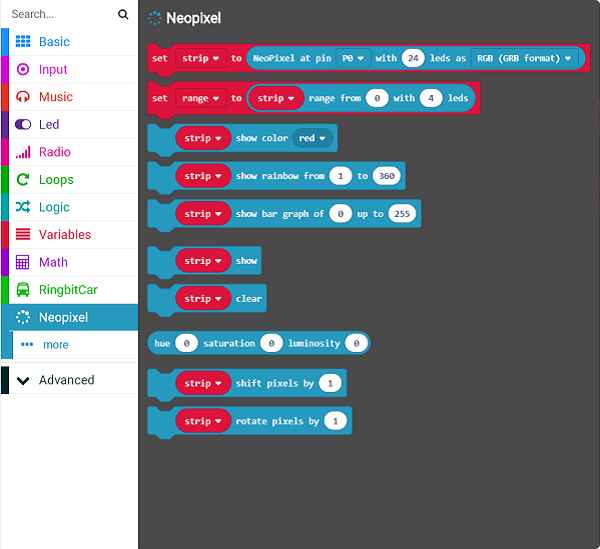 Search...
Basic
Input
Music
Led
Radio
Loops
Logic
Variables
Math
RingbitCar
Neopixel
more
Advanced
Neopixel
set strip to NeoPixel at pin P0 with 24 leds as RGB (GRB format)
set range to strip range from 0 with 4 leds
strip show color red
strip show rainbow from 1 to 360
strip show bar graph of 0 up to 255
strip show
strip clear
hue 0 saturation 0 luminosity 0
strip shift pixels by 1
strip rotate pixels by 1